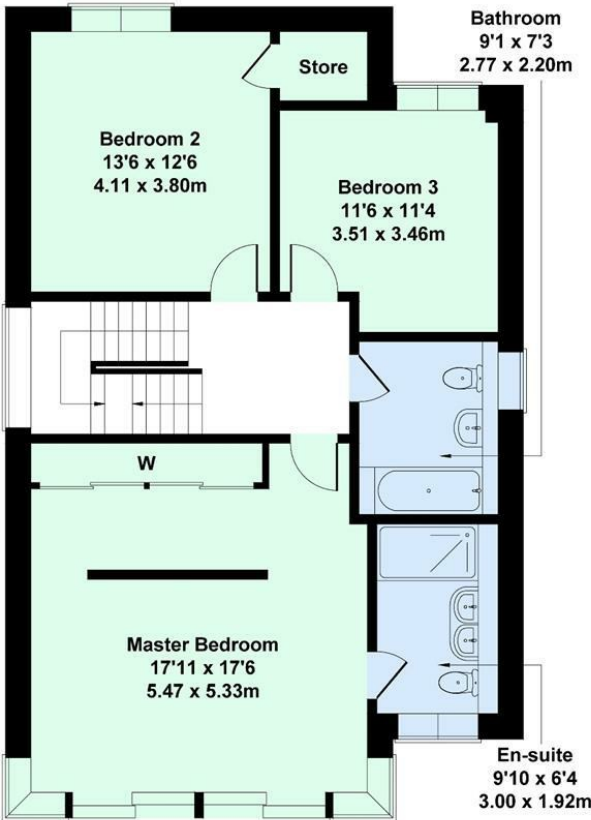 Bathroom
9'1 x 7'3
2.77 x 2.20m
Store
Bedroom 2
13'6 x 12'6
4.11 x 3.80m
Bedroom 3
11'6 x 11'4
3.51 x 3.46m
W
Master Bedroom
17'11 x 17'6
5.47 x 5.33m
En-suite
9'10 x 6'4
3.00 x 1.92m